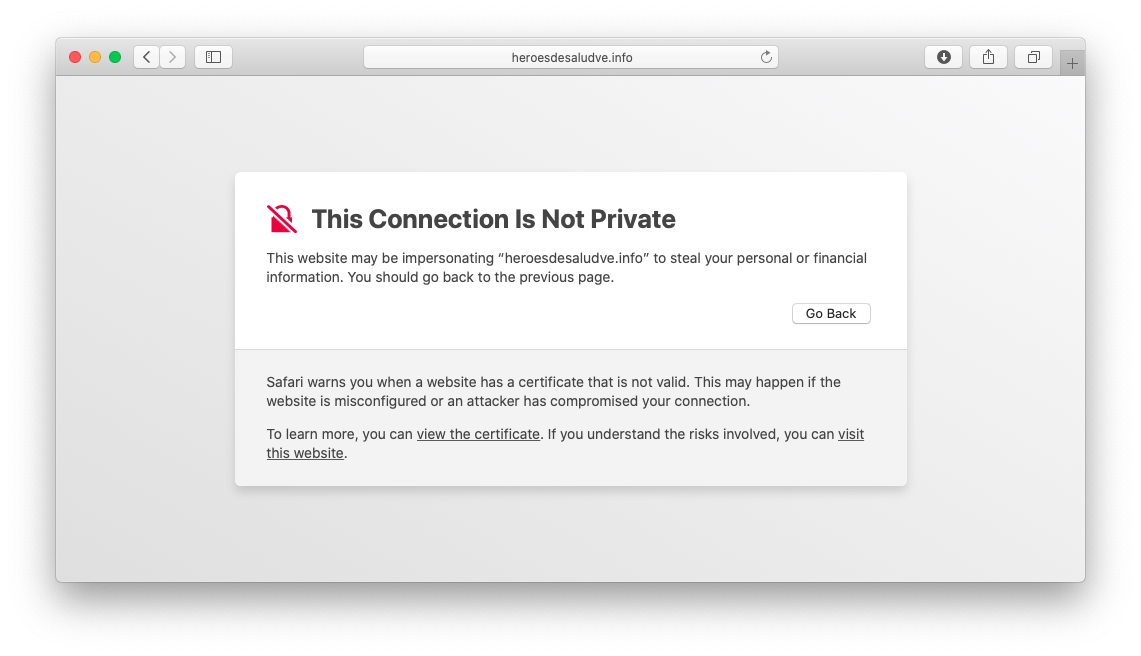 heroesdesaludve.info
This Connection Is Not Private
This website may be impersonating “heroesdesaludve.info” to steal your personal or financial
information. You should go back to the previous page.
Go Back
Safari warns you when a website has a certificate that is not valid. This may happen if the
website is misconfigured or an attacker has compromised your connection.
To learn more, you can view the certificate. If you understand the risks involved, you can visit
this website.